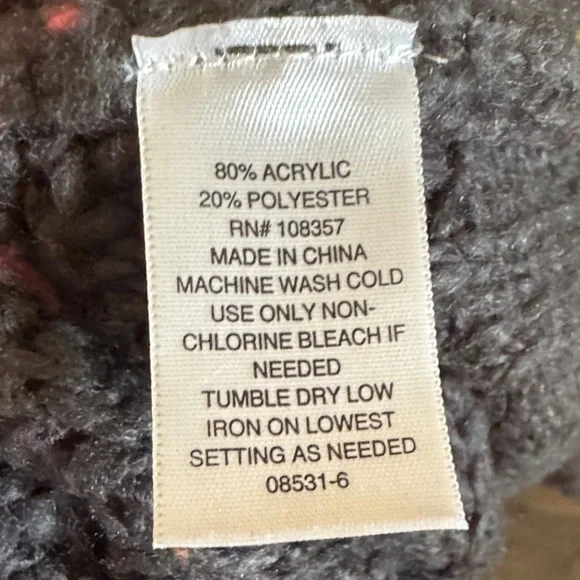 80% ACRYLIC
20% POLYESTER
RN# 108357
MADE IN CHINA
MACHINE WASH COLD
USE ONLY NON-
CHLORINE BLEACH IF
NEEDED
TUMBLE DRY LOW
IRON ON LOWEST
SETTING AS NEEDED
08531-6